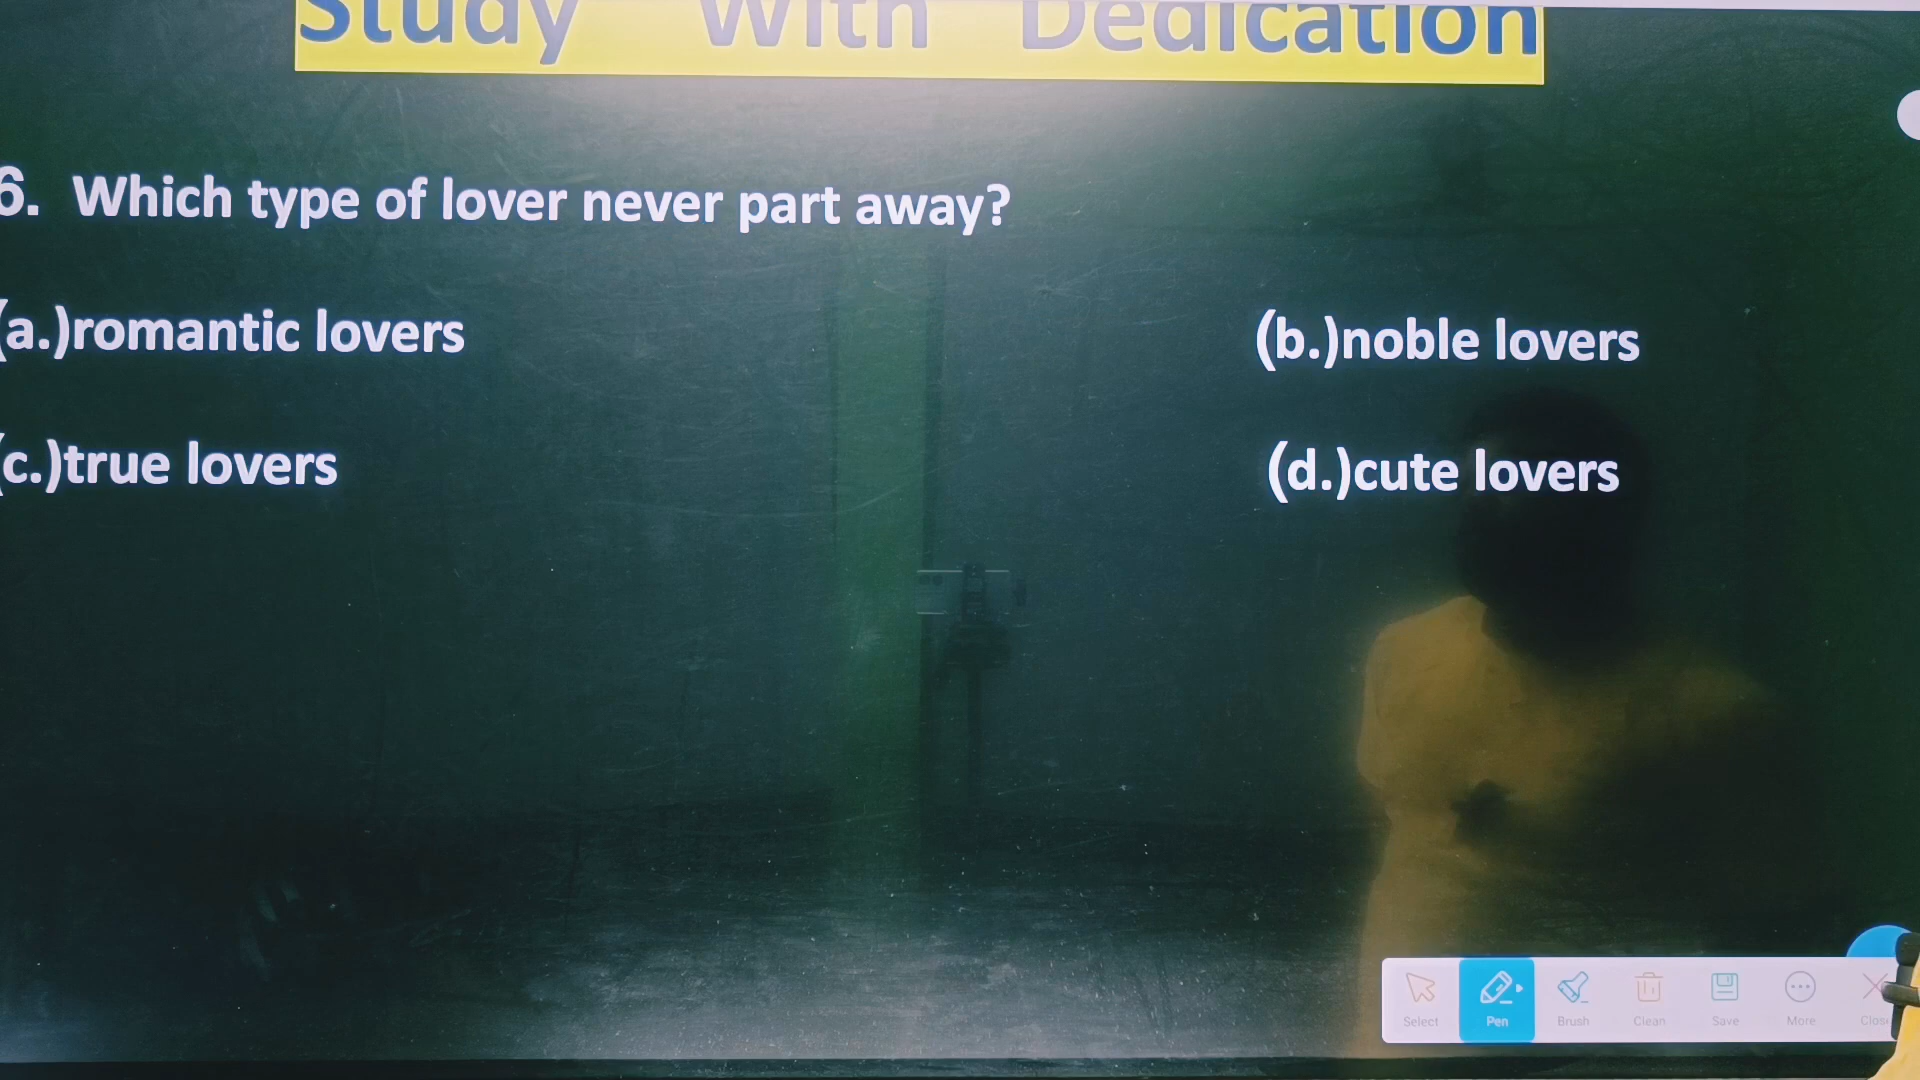 Study With Dedication
6. Which type of lover never part away?
(a.)romantic lovers
(b.)noble lovers
(c.)true lovers
(d.)cute lovers
Select Pen Brush Clean Save More Close